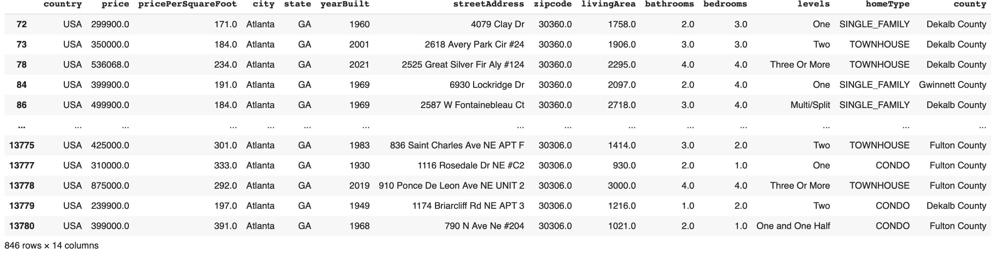 country price pricePerSquareFoot city state yearBuilt streetAddress zipcode livingArea bathrooms bedrooms levels homeType county
72 USA 299900.0 171.0 Atlanta GA 1960 4079 Clay Dr 30360.0 1758.0 2.0 3.0 One SINGLE_FAMILY Dekalb County
73 USA 350000.0 184.0 Atlanta GA 2001 2618 Avery Park Cir #24 30360.0 1906.0 3.0 3.0 Two TOWNHOUSE Dekalb County
78 USA 536068.0 234.0 Atlanta GA 2021 2525 Great Silver Fir Aly #124 30360.0 2295.0 4.0 4.0 Three Or More TOWNHOUSE Dekalb County
84 USA 399900.0 191.0 Atlanta GA 1969 6930 Lockridge Dr 30360.0 2097.0 2.0 4.0 One SINGLE_FAMILY Gwinnett County
86 USA 499900.0 184.0 Atlanta GA 1969 2587 W Fontainebleau Ct 30360.0 2718.0 3.0 4.0 Multi/Split SINGLE_FAMILY Dekalb County
... ... ... ... ... ... ... ... ... ... ... ... ... ... ...
13775 USA 425000.0 301.0 Atlanta GA 1983 836 Saint Charles Ave NE APT F 30306.0 1414.0 3.0 2.0 Two TOWNHOUSE Fulton County
13777 USA 310000.0 333.0 Atlanta GA 1930 1116 Rosedale Dr NE #C2 30306.0 930.0 2.0 1.0 One CONDO Fulton County
13778 USA 875000.0 292.0 Atlanta GA 2019 910 Ponce De Leon Ave NE UNIT 2 30306.0 3000.0 4.0 4.0 Three Or More TOWNHOUSE Fulton County
13779 USA 239900.0 197.0 Atlanta GA 1949 1174 Briarcliff Rd NE APT 3 30306.0 1216.0 1.0 2.0 Two CONDO Dekalb County
13780 USA 399000.0 391.0 Atlanta GA 1968 790 N Ave Ne #204 30306.0 1021.0 2.0 1.0 One and One Half CONDO Fulton County
846 rows × 14 columns